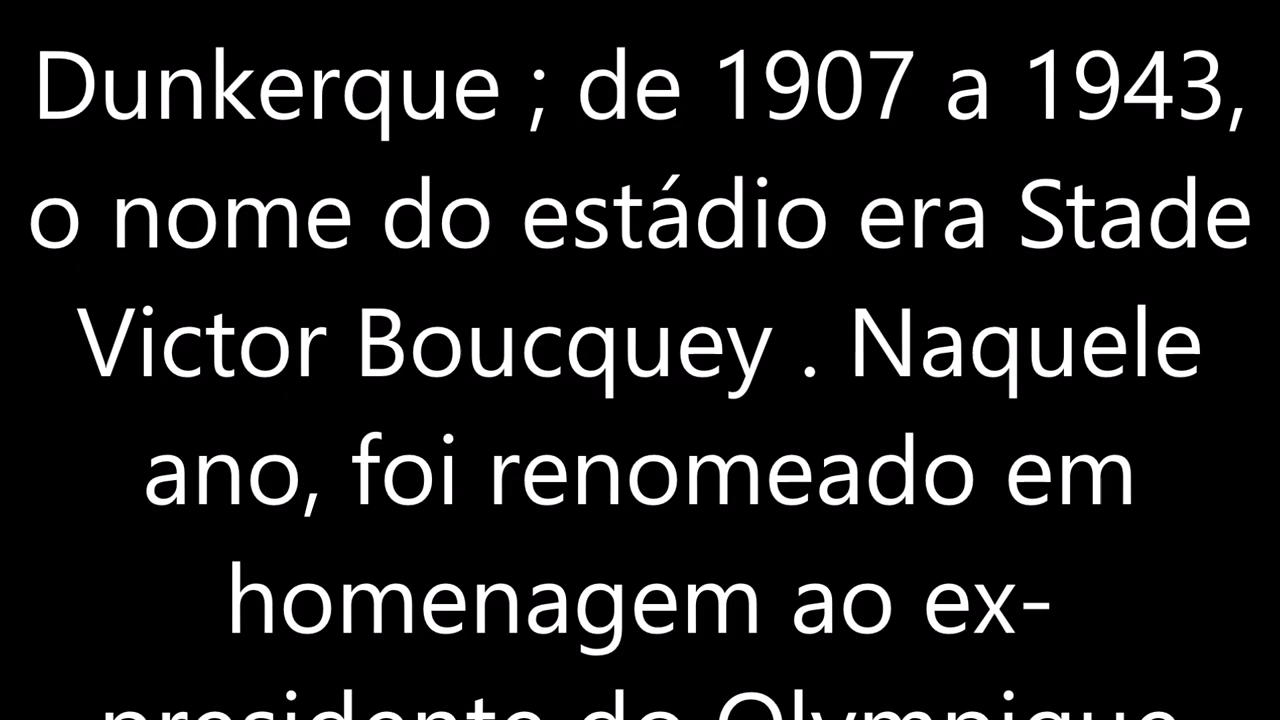 Dunkerque ; de 1907 a 1943,
o nome do estádio era Stade
Victor Boucquey . Naquele
ano, foi renomeado em
homenagem ao ex-
presidente do Olympique